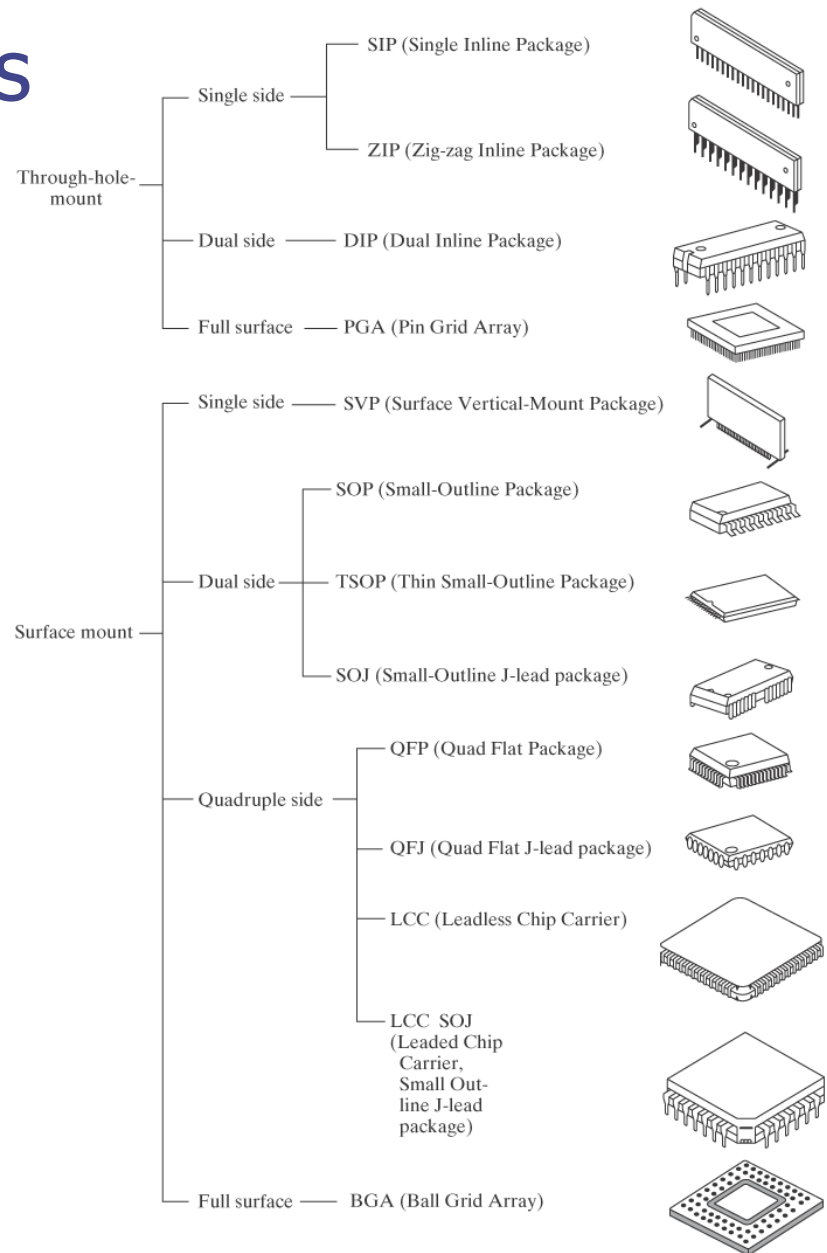 s
SIP (Single Inline Package)
Single side
ZIP (Zig-zag Inline Package)
Through-hole-
mount
Dual side
DIP (Dual Inline Package)
Full surface
PGA (Pin Grid Array)
Single side
SVP (Surface Vertical-Mount Package)
SOP (Small-Outline Package)
Dual side
TSOP (Thin Small-Outline Package)
Surface mount
SOJ (Small-Outline J-lead package)
QFP (Quad Flat Package)
Quadruple side
QFJ (Quad Flat J-lead package)
LCC (Leadless Chip Carrier)
LCC SOJ
(Leaded Chip
Carrier,
Small Out-
line J-lead
package)
Full surface
BGA (Ball Grid Array)